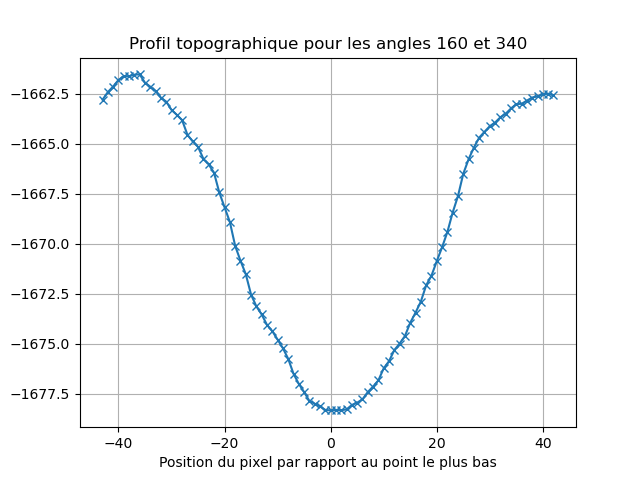 Profil topographique pour les angles 160 et 340
−1662.5
−1665.0
−1667.5
−1670.0
−1672.5
−1675.0
−1677.5
−40 −20 0 20 40
Position du pixel par rapport au point le plus bas